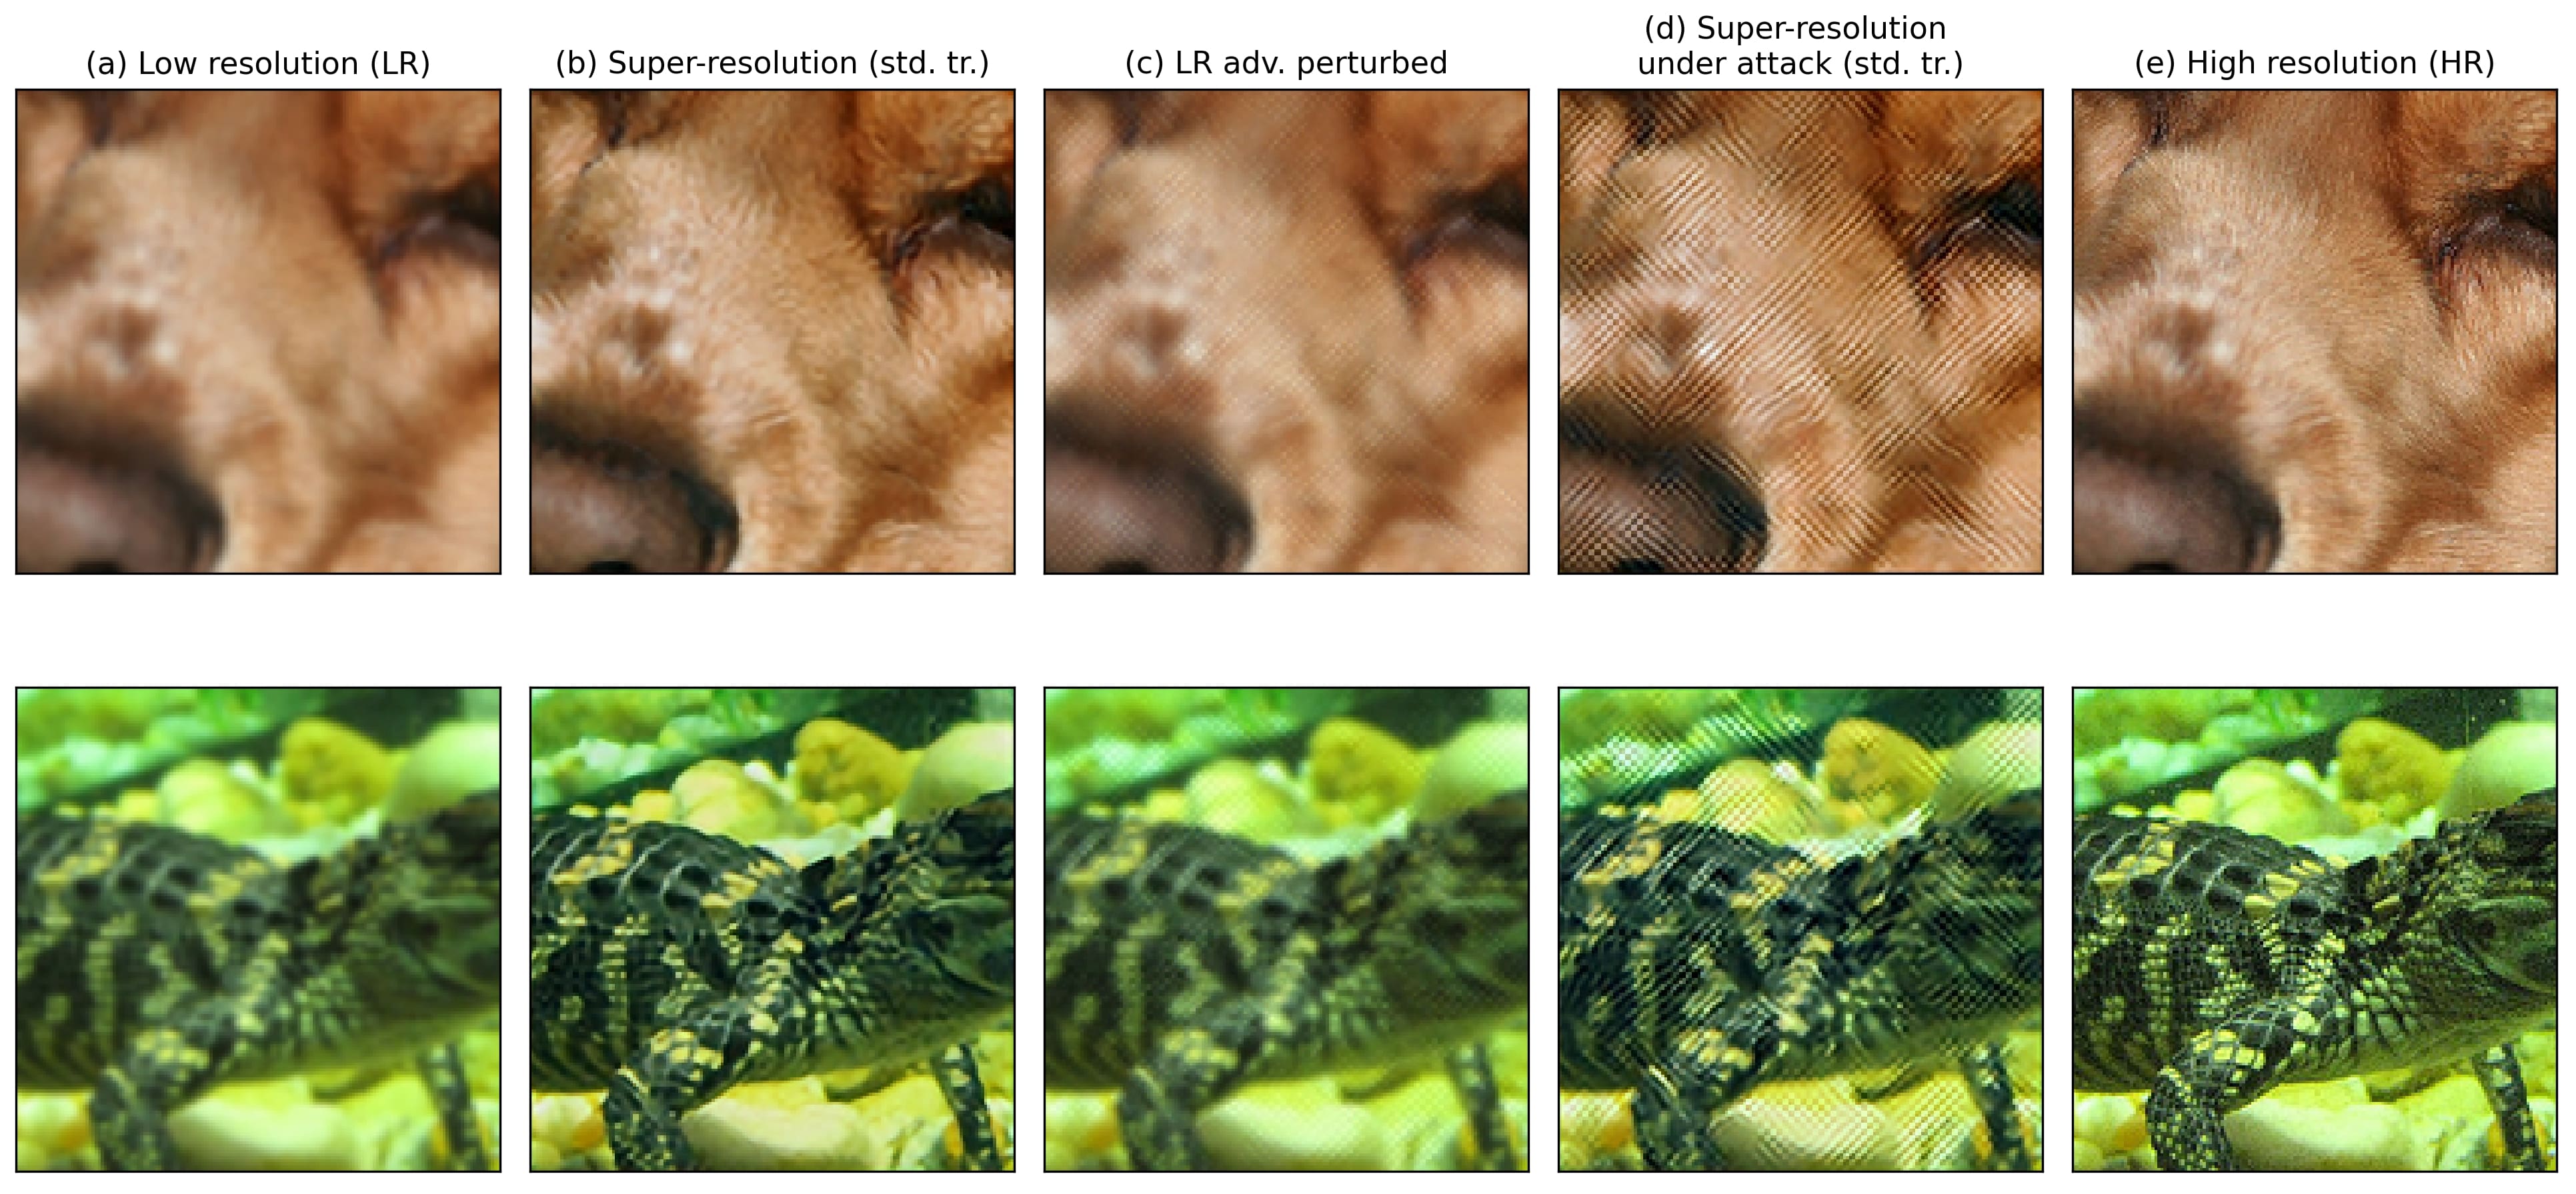 (a) Low resolution (LR)
(b) Super-resolution (std. tr.)
(c) LR adv. perturbed
(d) Super-resolution
under attack (std. tr.)
(e) High resolution (HR)